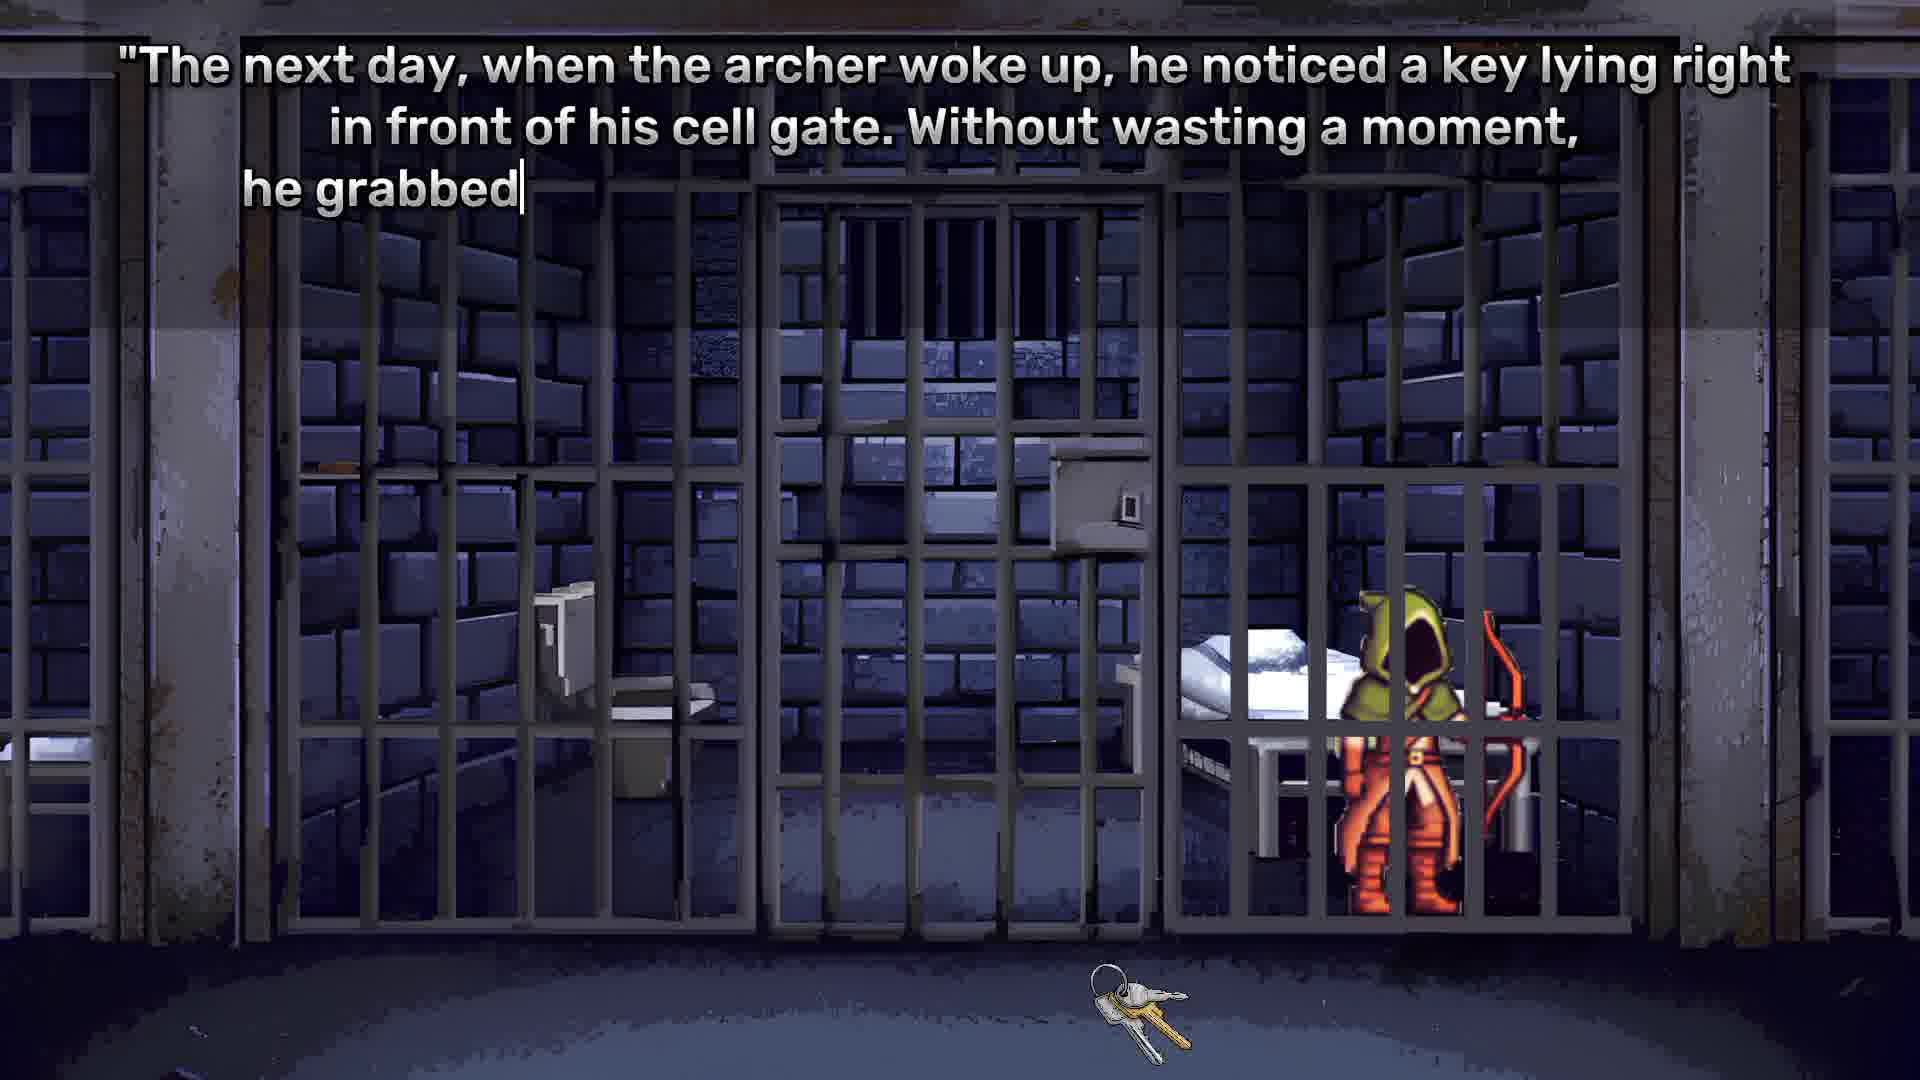 "The next day, when the archer woke up, he noticed a key lying right
in front of his cell gate. Without wasting a moment,
he grabbed